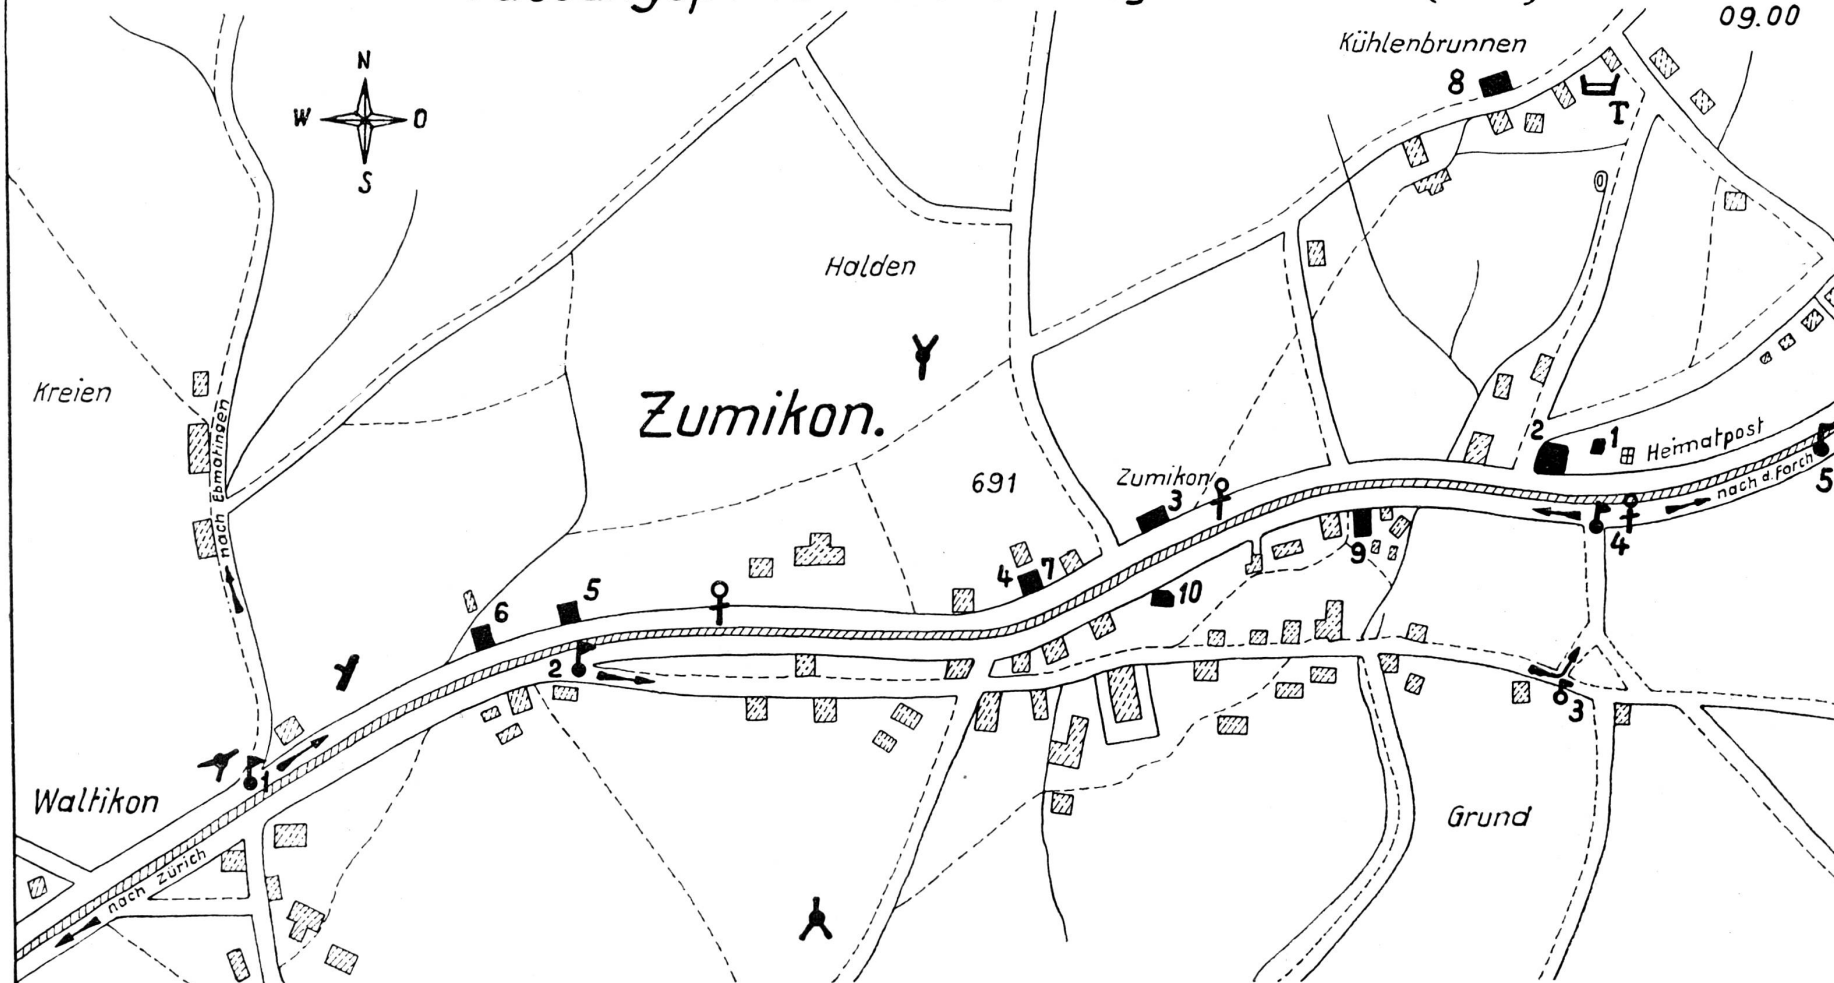 09.00
Kühlenbrunnen
8
T
N
W O
S
Halden
Kreien
nach Ebmatingen
Zumikon.
691
Zumikon
3
2
1
Heimatpost
nach d. Forch
5
4
9
4 7
10
5
6
2
3
1
Waltikon
nach Zürich
Grund